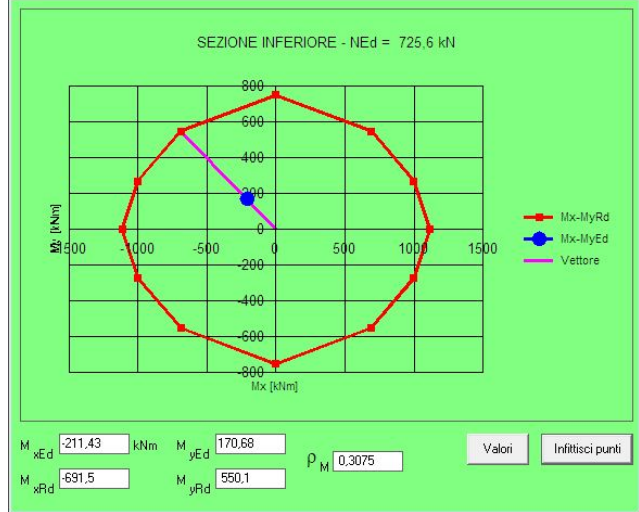 SEZIONE INFERIORE - NEd = 725,6 kN
800
600
400
200
0
-1500 -1000 -500 0 500 1000 1500
-200
-400
-600
-800
Mx [kNm]
Mx-MyRd
Mx-MyEd
Vettore
M xEd -211,43 kNm M yEd 170,68
ρ M 0,3075
Valori Infittisci punti
M xRd -691,5 M yRd 550,1